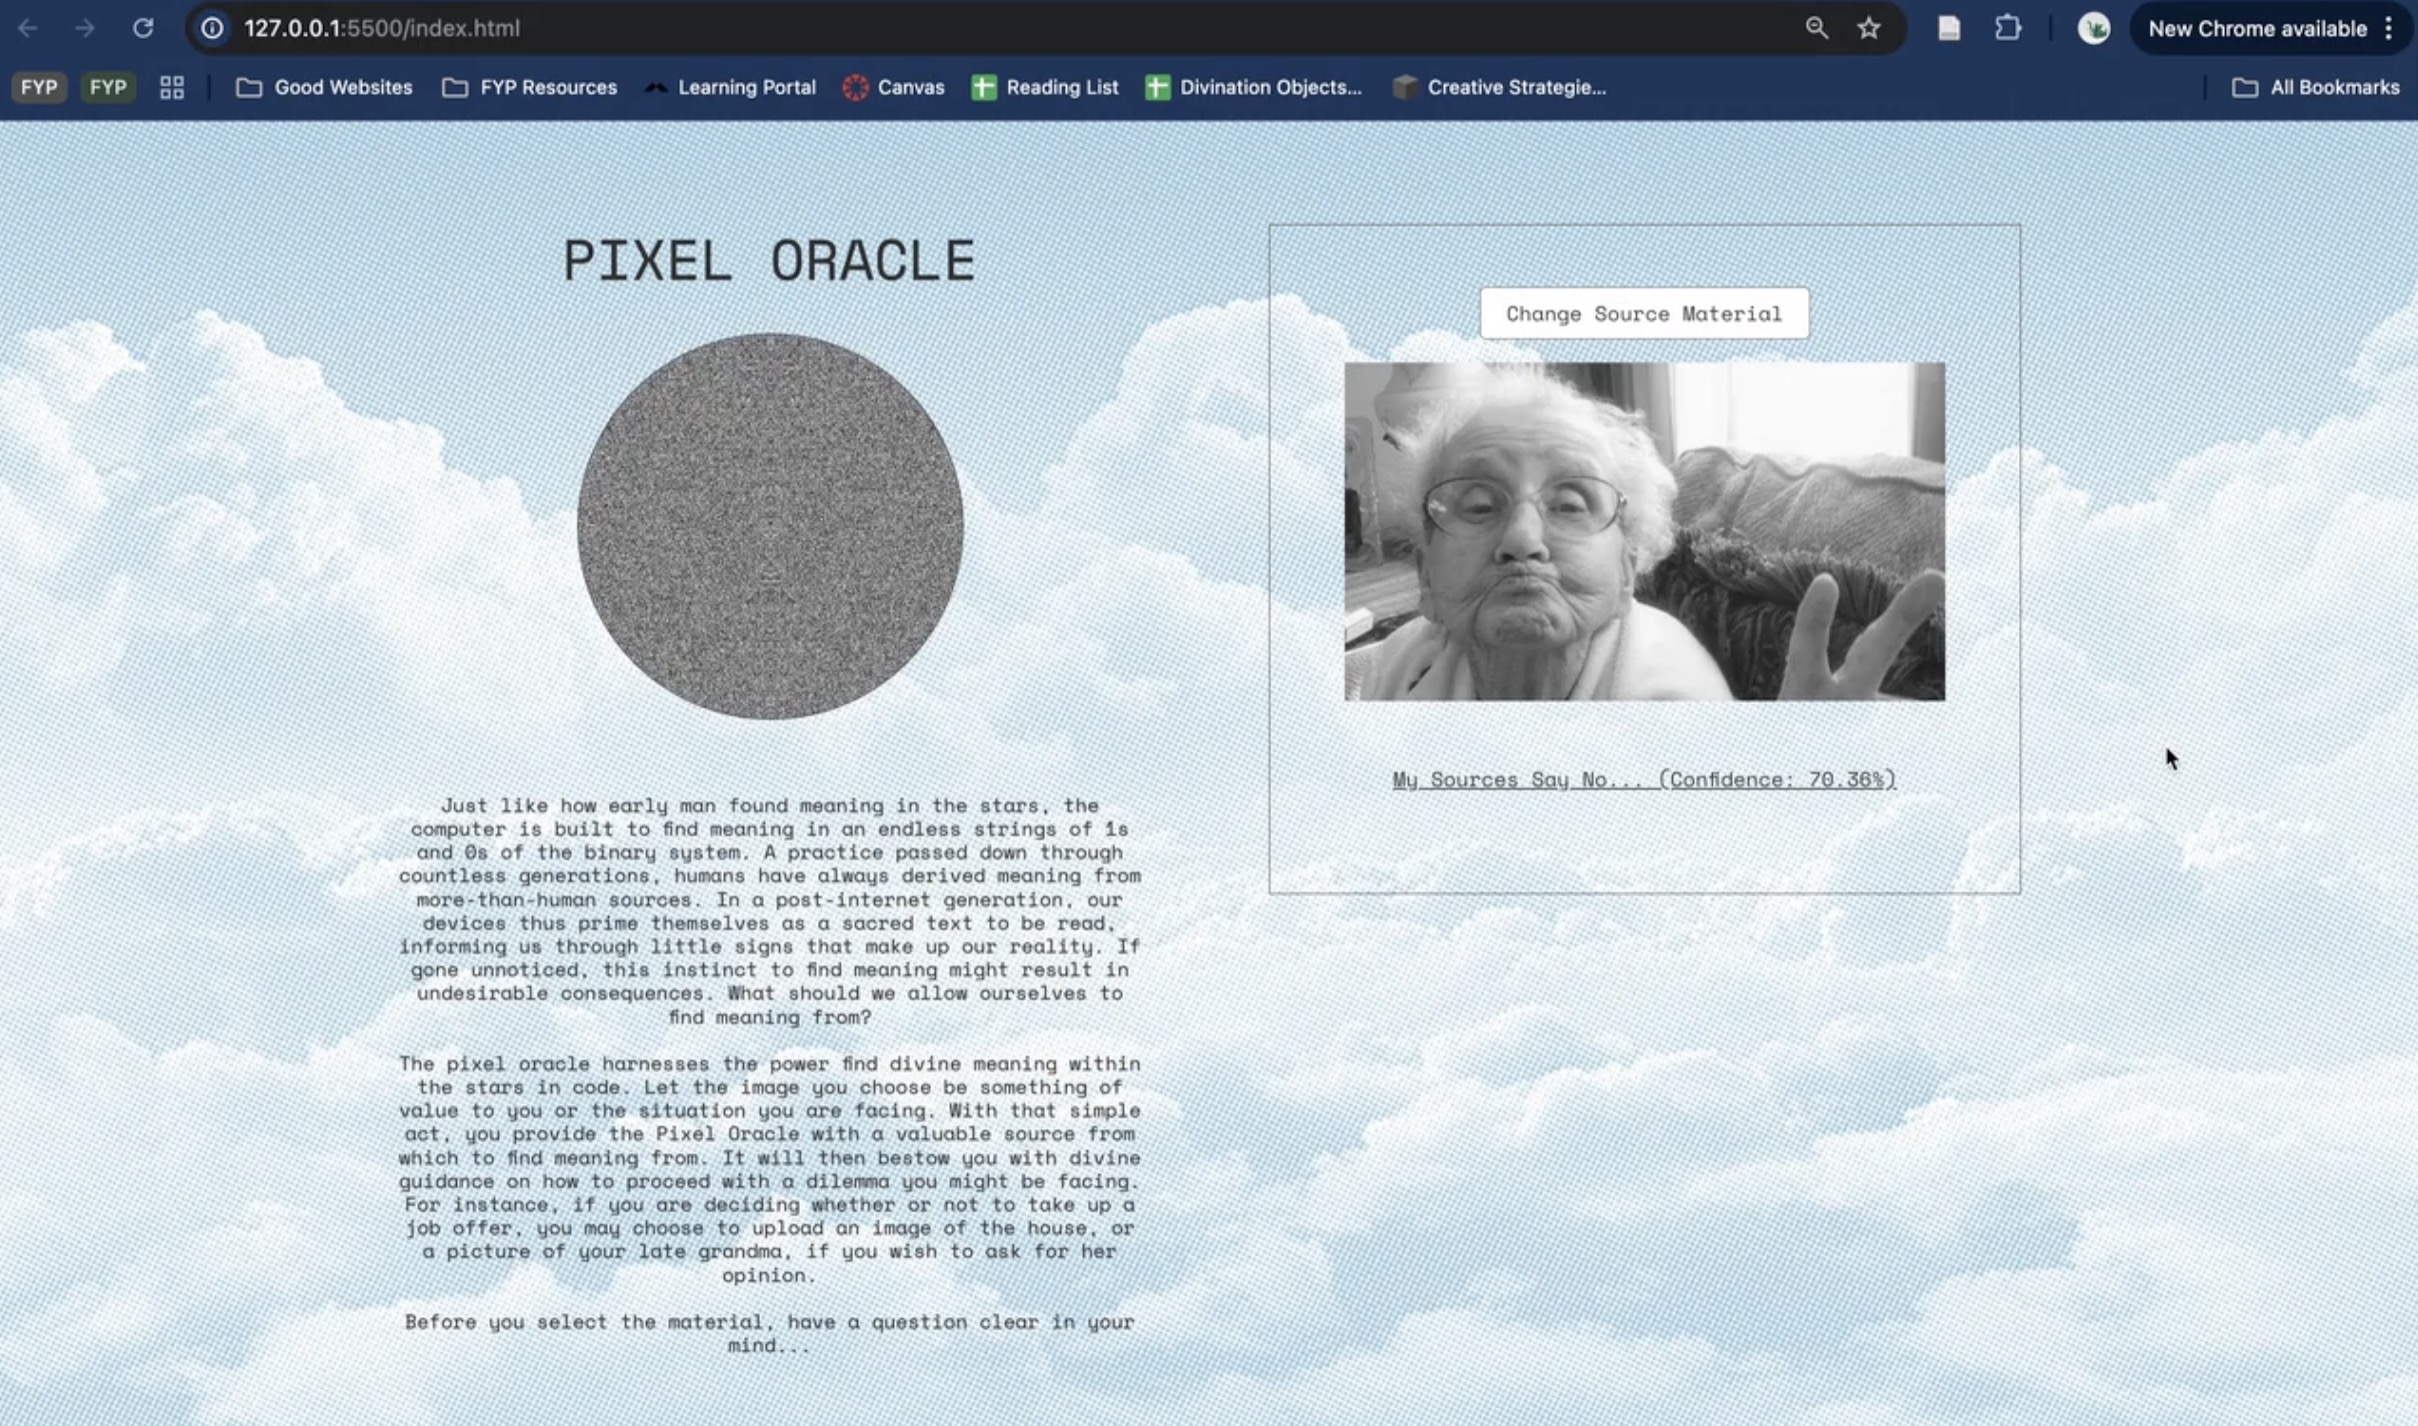 127.0.0.1:5500/index.html
New Chrome available
FYP
FYP
Good Websites
FYP Resources
Learning Portal
Canvas
Reading List
Divination Objects...
Creative Strategie...
All Bookmarks
PIXEL ORACLE
Just like how early man found meaning in the stars, the
computer is built to find meaning in an endless strings of 1s
and 0s of the binary system. A practice passed down through
countless generations, humans have always derived meaning from
more-than-human sources. In a post-internet generation, our
devices thus prime themselves as a sacred text to be read,
informing us through little signs that make up our reality. If
gone unnoticed, this instinct to find meaning might result in
undesirable consequences. What should we allow ourselves to
find meaning from?
The pixel oracle harnesses the power find divine meaning within
the stars in code. Let the image you choose be something of
value to you or the situation you are facing. With that simple
act, you provide the Pixel Oracle with a valuable source from
which to find meaning from. It will then bestow you with divine
guidance on how to proceed with a dilemma you might be facing.
For instance, if you are deciding whether or not to take up a
job offer, you may choose to upload an image of the house, or
a picture of your late grandma, if you wish to ask for her
opinion.
Before you select the material, have a question clear in your
mind...
Change Source Material
My Sources Say No... (Confidence: 70.36%)